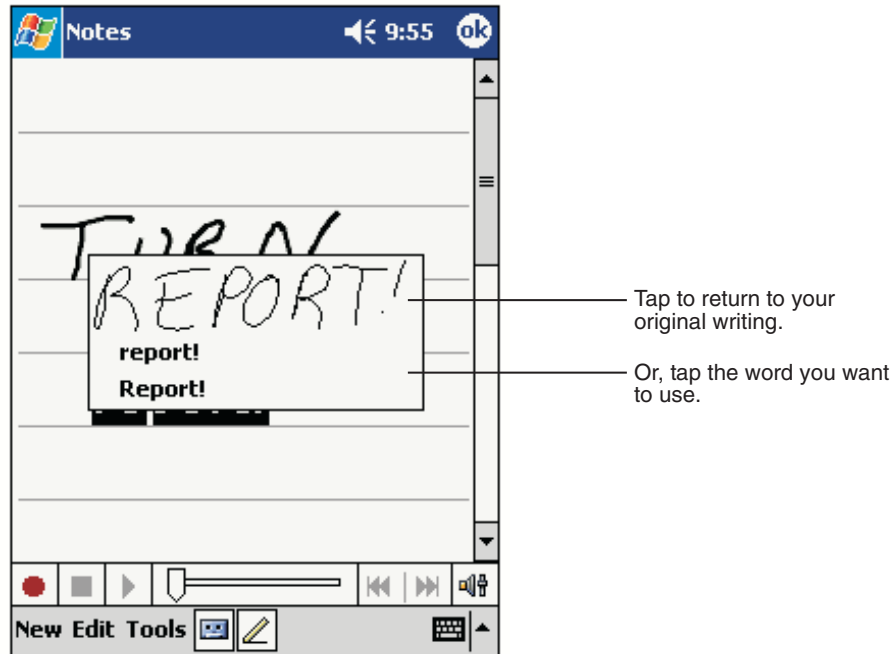 Notes 9:55 ok
TURN
REPORT!
report!
Report!
Tap to return to your
original writing.
Or, tap the word you want
to use.
New Edit Tools